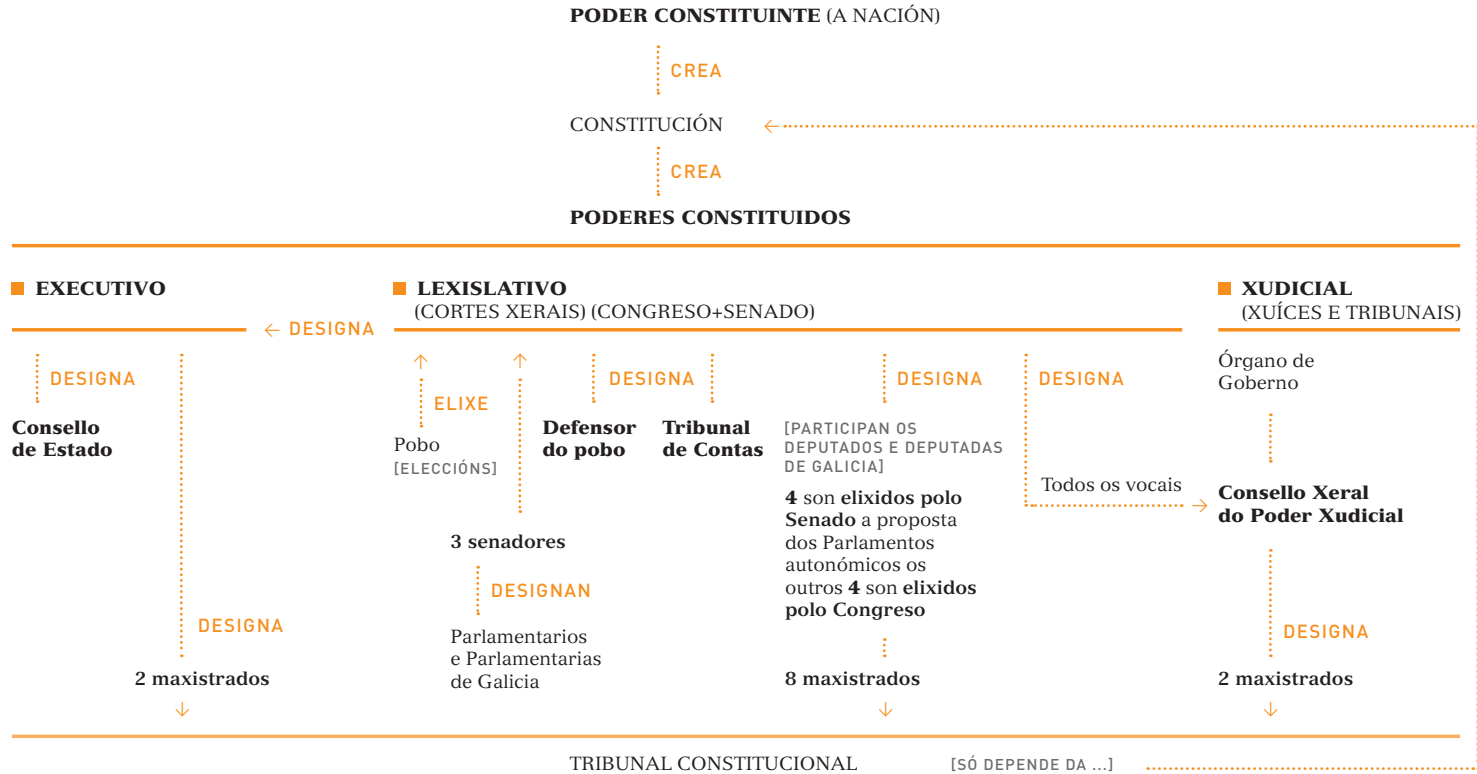 PODER CONSTITUINTE (A NACIÓN)
CREA
CONSTITUCIÓN
CREA
PODERES CONSTITUIDOS
EXECUTIVO
← DESIGNA
LEXISLATIVO
(CORTES XERAIS) (CONGRESO+SENADO)
XUDICIAL
(XUÍCES E TRIBUNAIS)
DESIGNA
Consello
de Estado
DESIGNA
2 maxistrados
ELIXE
Pobo
[ELECCIÓNS]
3 senadores
DESIGNAN
Parlamentarios
e Parlamentarias
de Galicia
DESIGNA
Defensor
do pobo
Tribunal
de Contas
DESIGNA
[PARTICIPAN OS
DEPUTADOS E DEPUTADAS
DE GALICIA]
4 son elixidos polo
Senado a proposta
dos Parlamentos
autonómicos os
outros 4 son elixidos
polo Congreso
8 maxistrados
DESIGNA
Todos os vocais
Órgano de
Goberno
Consello Xeral
do Poder Xudicial
DESIGNA
2 maxistrados
TRIBUNAL CONSTITUCIONAL
[SÓ DEPENDE DA ...]